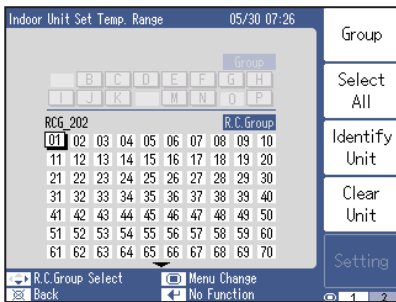 Indoor Unit Set Temp. Range 05/30 07:26
Group
Group
B C D E F G H
I J K M N O P
RCG_202 R.C.Group
01 02 03 04 05 06 07 08 09 10
11 12 13 14 15 16 17 18 19 20
21 22 23 24 25 26 27 28 29 30
31 32 33 34 35 36 37 38 39 40
41 42 43 44 45 46 47 48 49 50
51 52 53 54 55 56 57 58 59 60
61 62 63 64 65 66 67 68 69 70
Select
All
Identify
Unit
Clear
Unit
Setting
R.C.Group Select Menu Change
Back No Function
1 2